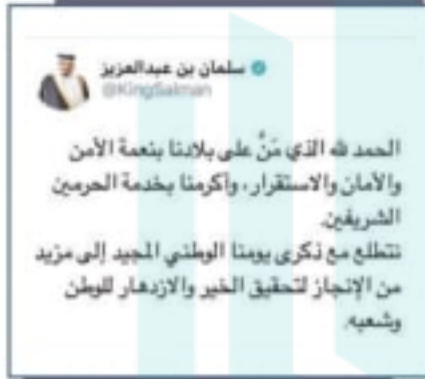 سلمان بن عبدالعزيز
@KingSalman
الحمد لله الذي مَنَّ على بلادنا بنعمة الأمن
والأمان والاستقرار، وأكرمنا بخدمة الحرمين
الشريفين.
نتطلع مع ذكرى يومنا الوطني المجيد إلى مزيد
من الإنجاز لتحقيق الخير والازدهار للوطن
وشعبه.